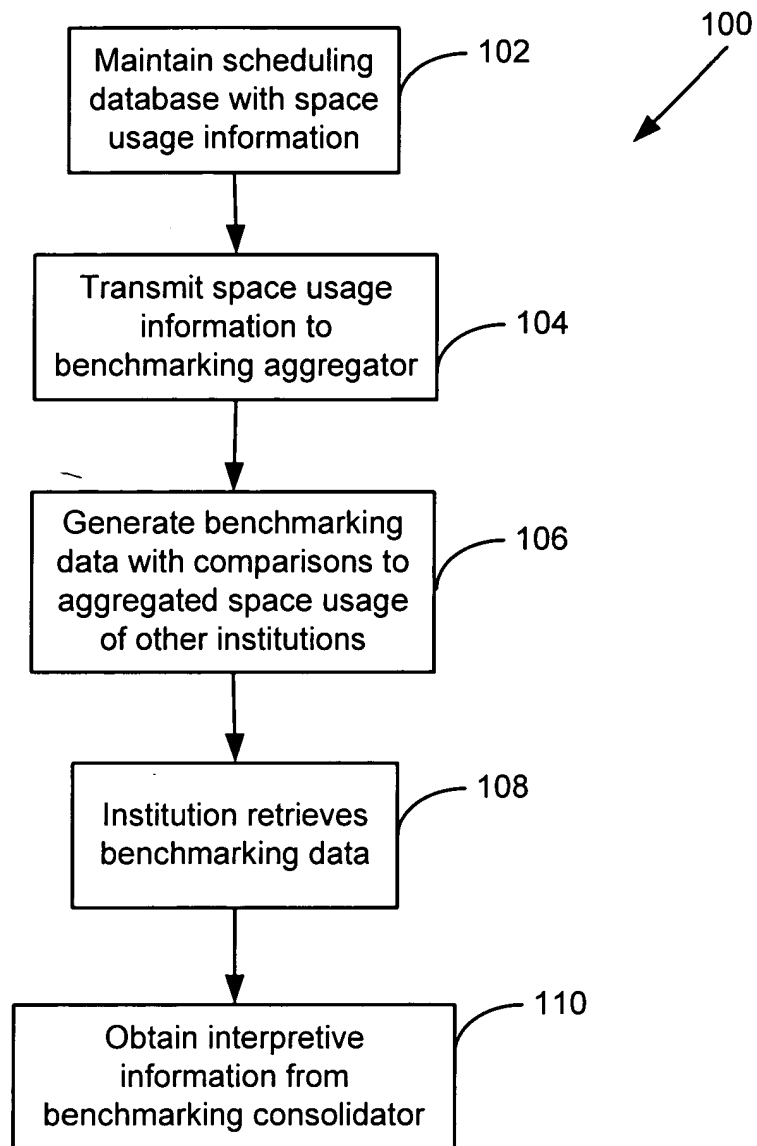 100
Maintain scheduling
database with space
usage information
102
Transmit space usage
information to
benchmarking aggregator
104
Generate benchmarking
data with comparisons to
aggregated space usage
of other institutions
106
Institution retrieves
benchmarking data
108
Obtain interpretive
information from
benchmarking consolidator
110